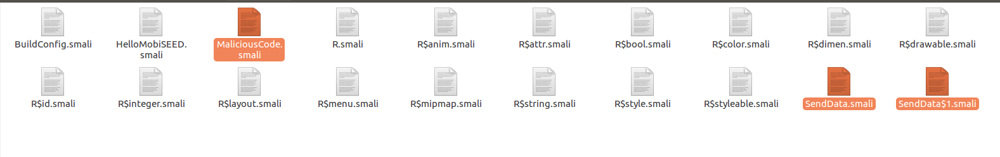 BuildConfig.smali
HelloMobiSEED.
smali
MaliciousCode.
smali
R.smali
R$anim.smali
R$attr.smali
R$bool.smali
R$color.smali
R$dimen.smali
R$drawable.smali
R$id.smali
R$integer.smali
R$layout.smali
R$menu.smali
R$mipmap.smali
R$string.smali
R$style.smali
R$styleable.smali
SendData.smali
SendData$1.smali